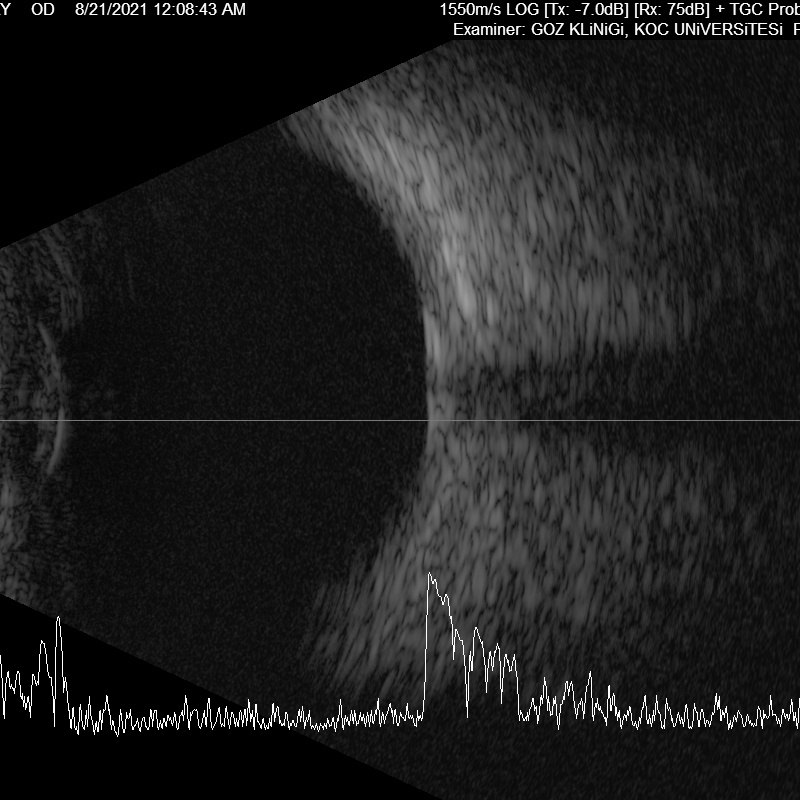 Y OD 8/21/2021 12:08:43 AM 1550m/s LOG [Tx: -7.0dB] [Rx: 75dB] + TGC Prob
Examiner: GOZ KLiNiGi, KOC UNiVERSiTESi P